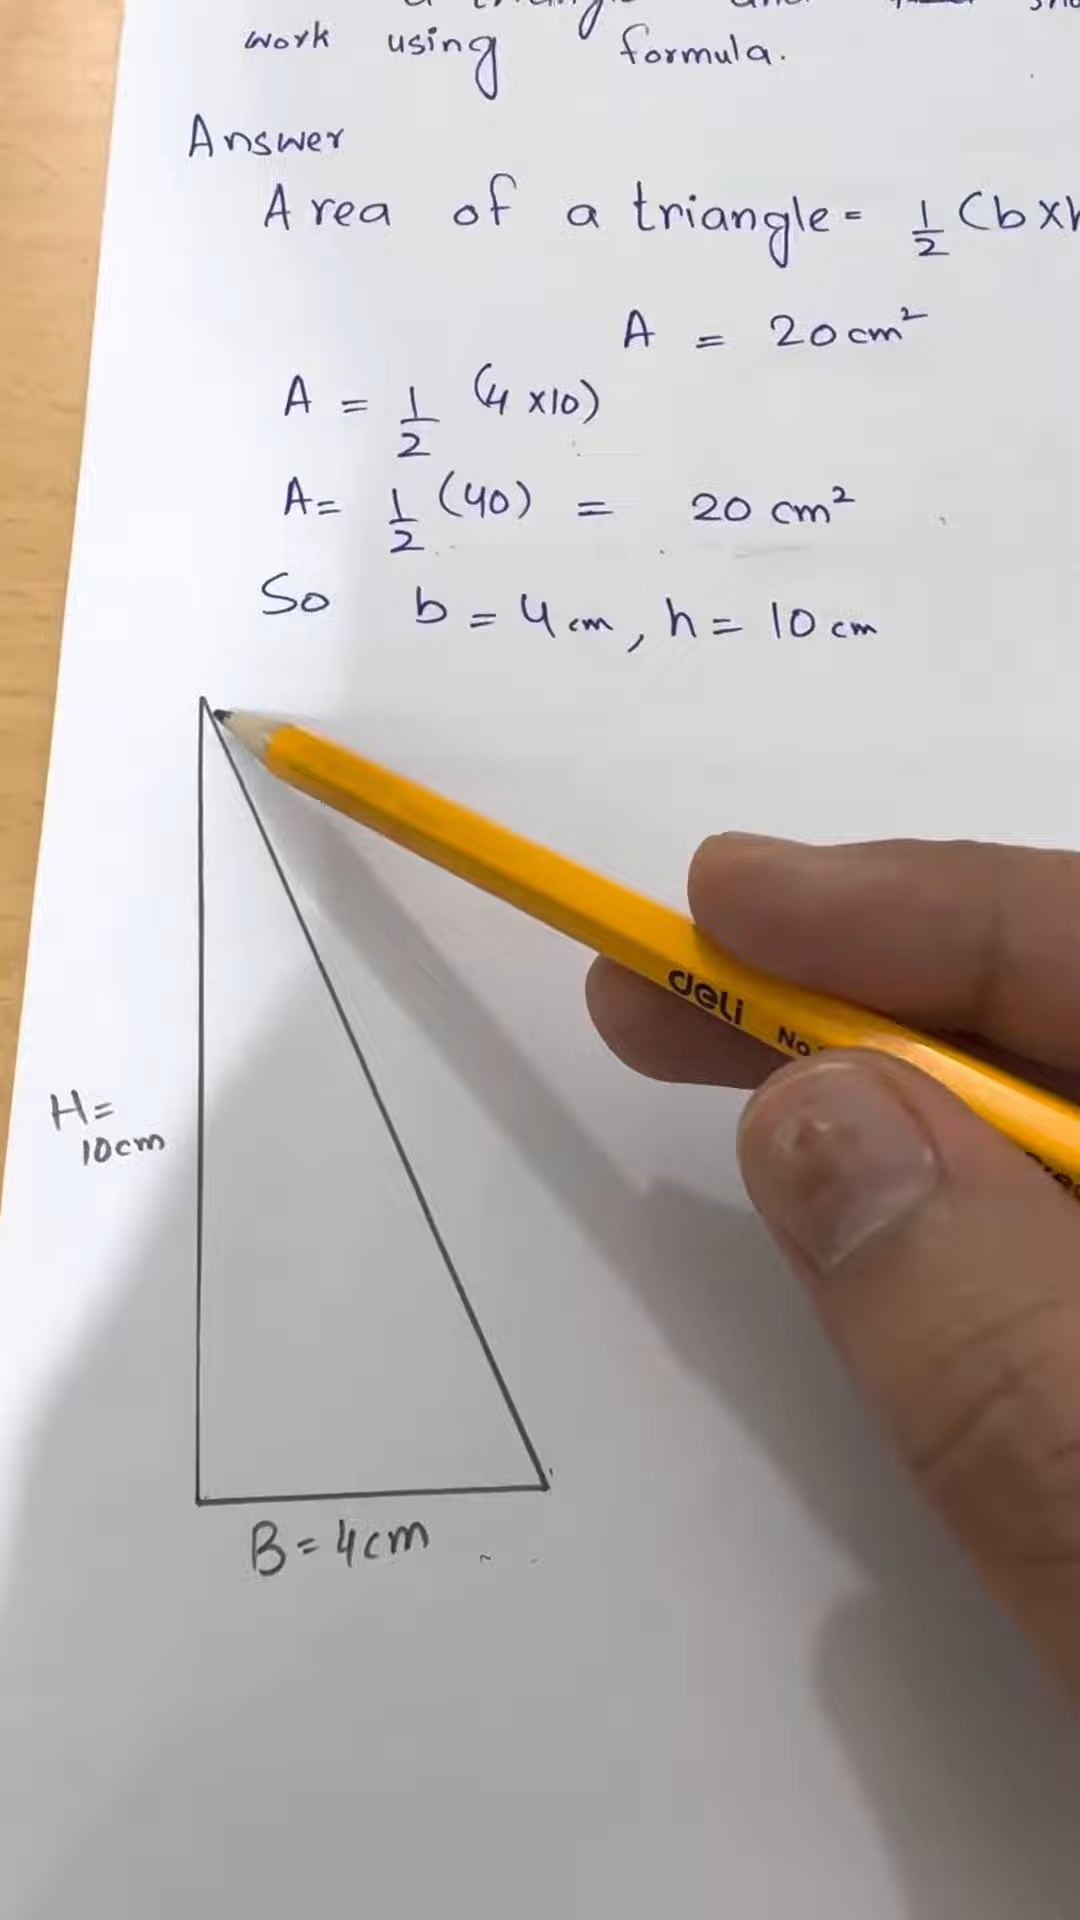 work using formula.
Answer
Area of a triangle = 1/2 (b x
A = 20 cm²
A = 1/2 (4 x10)
A= 1/2 (40) = 20 cm²
So b = 4 cm, h = 10 cm
H=
10cm
B = 4cm
deli No